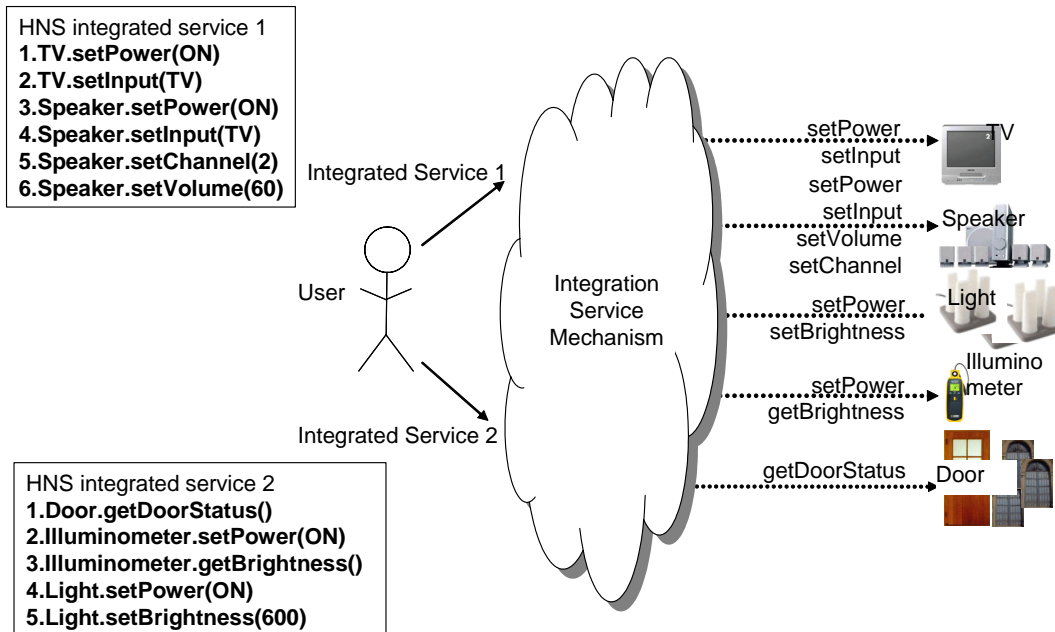 HNS integrated service 1
1.TV.setPower(ON)
2.TV.setInput(TV)
3.Speaker.setPower(ON)
4.Speaker.setInput(TV)
5.Speaker.setChannel(2)
6.Speaker.setVolume(60)
Integrated Service 1
User
Integrated Service 2
HNS integrated service 2
1.Door.getDoorStatus()
2.Illuminometer.setPower(ON)
3.Illuminometer.getBrightness()
4.Light.setPower(ON)
5.Light.setBrightness(600)
Integration
Service
Mechanism
setPower
setInput
TV
2
setPower
setInput
setVolume
setChannel
Speaker
setPower
setBrightness
Light
setPower
getBrightness
Illumino
meter
getDoorStatus
Door